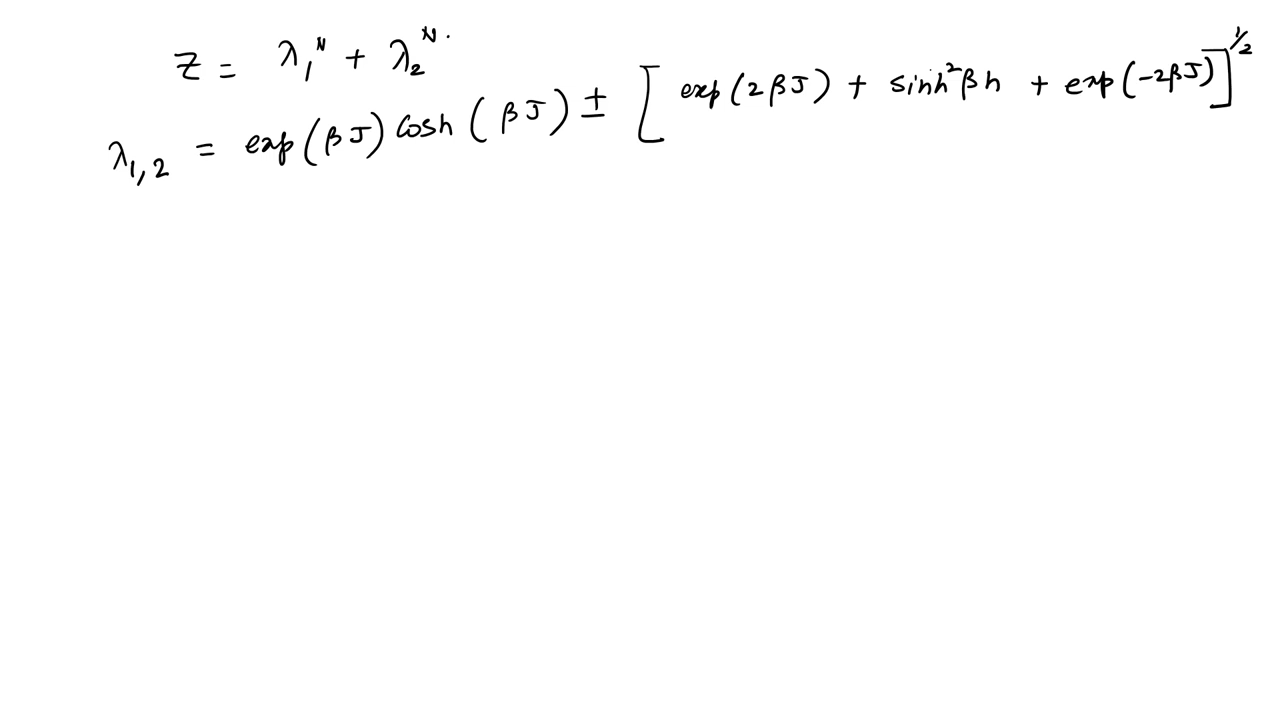 Z = λ₁ᴺ + λ₂ᴺ.
λ₁,₂ = exp(βJ) cosh(βJ) ± [exp(2βJ) + sinh²βh + exp(-2βJ)]^1/2